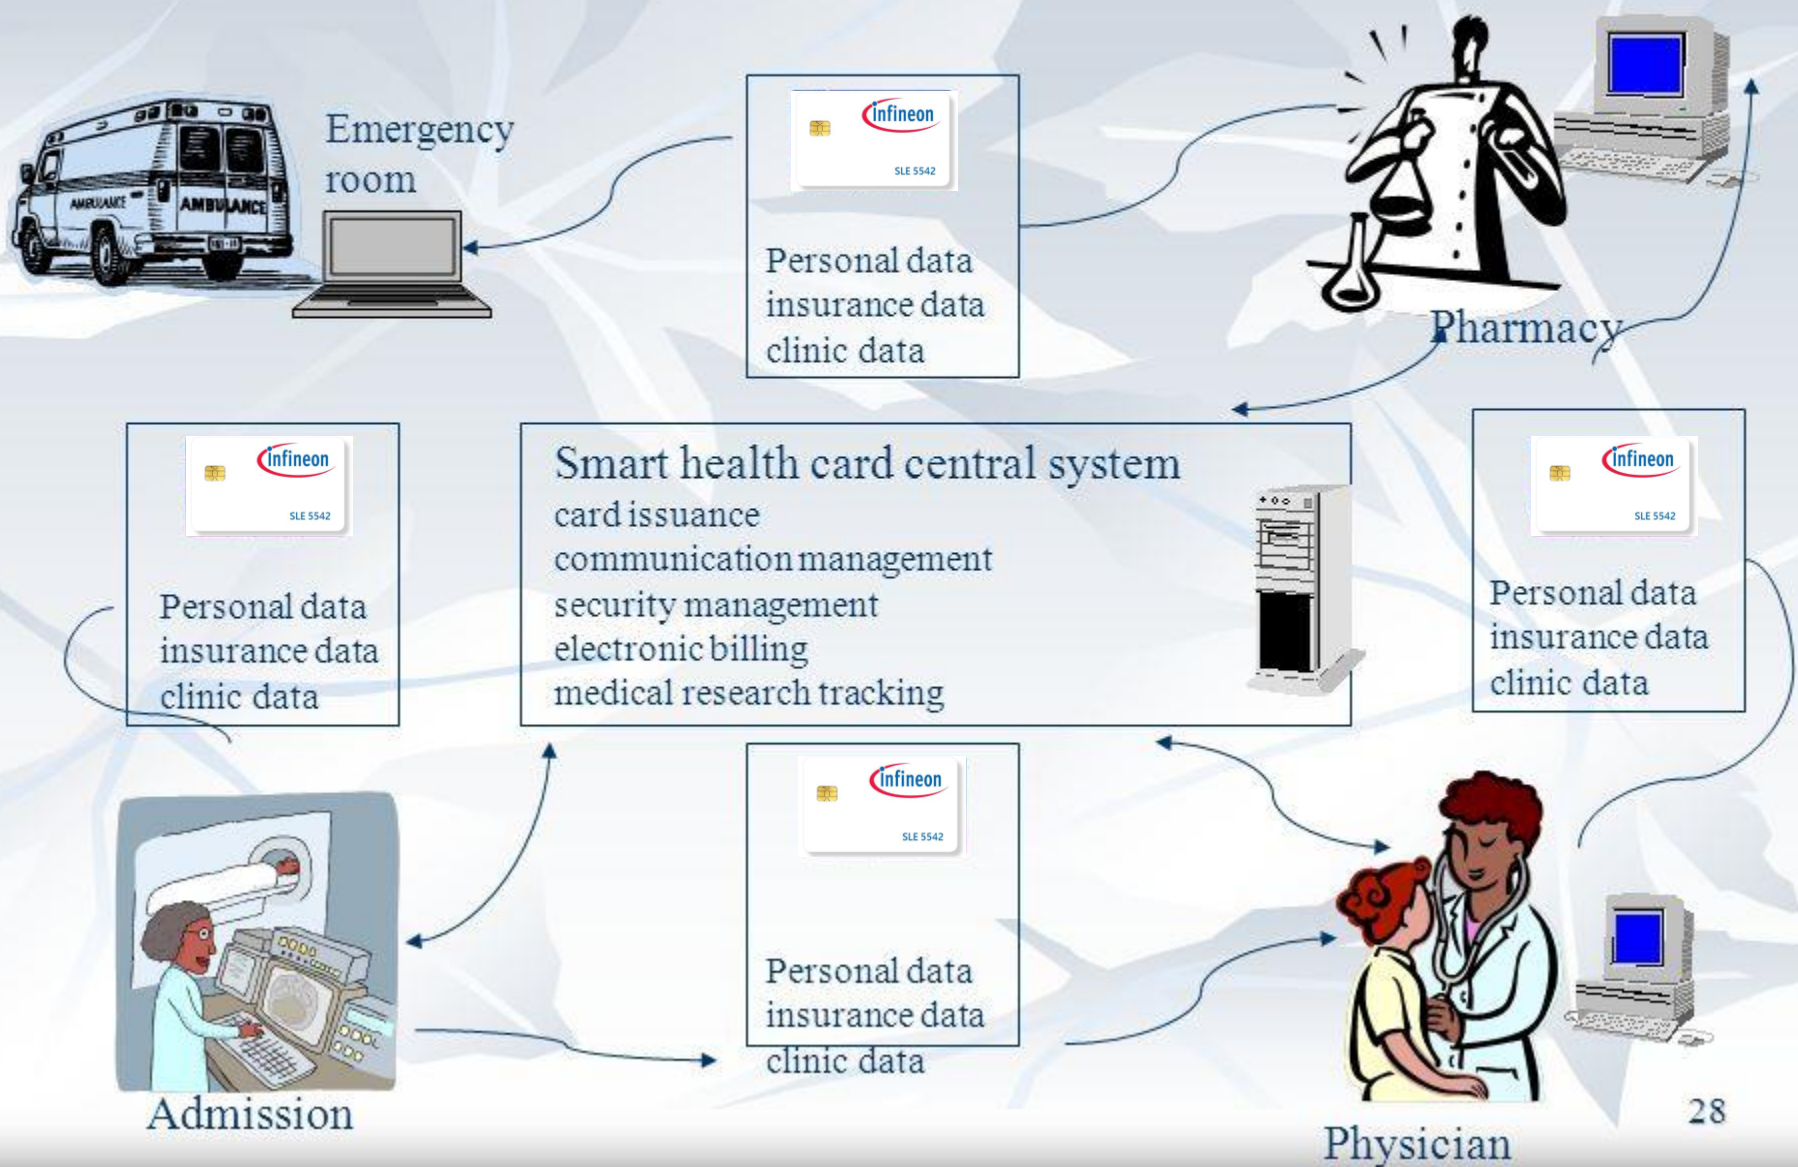 Emergency
room
AMBULANCE
AMBULANCE
infineon
SLE 5542
Personal data
insurance data
clinic data
Pharmacy
infineon
SLE 5542
Personal data
insurance data
clinic data
Smart health card central system
card issuance
communication management
security management
electronic billing
medical research tracking
infineon
SLE 5542
Personal data
insurance data
clinic data
infineon
SLE 5542
Personal data
insurance data
clinic data
Admission
Physician
28